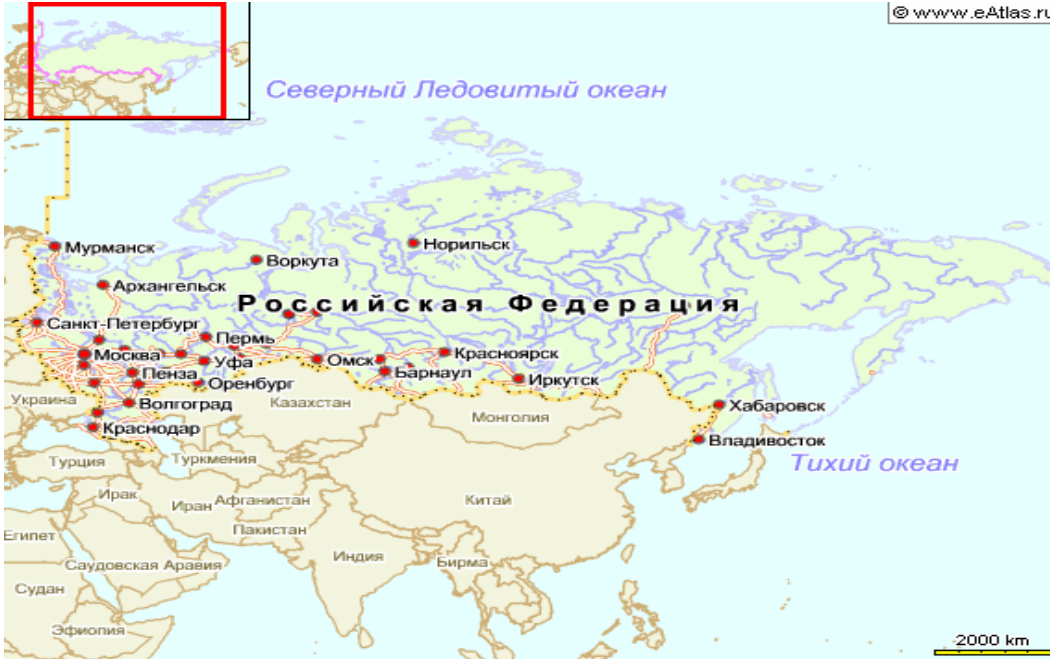 © www.eAtlas.ru
Северный Ледовитый океан
Мурманск
Норильск
Воркута
Архангельск
Российская Федерация
Санкт-Петербург
Пермь
Москва
Уфа
Омск
Красноярск
Пенза
Барнаул
Иркутск
Оренбург
Украина
Волгоград
Казахстан
Хабаровск
Монголия
Краснодар
Владивосток
Турция
Туркмения
Тихий океан
Ирак
Иран
Афганистан
Китай
Пакистан
Египет
Индия
Бирма
Саудовская Аравия
Судан
Эфиопия
2000 km